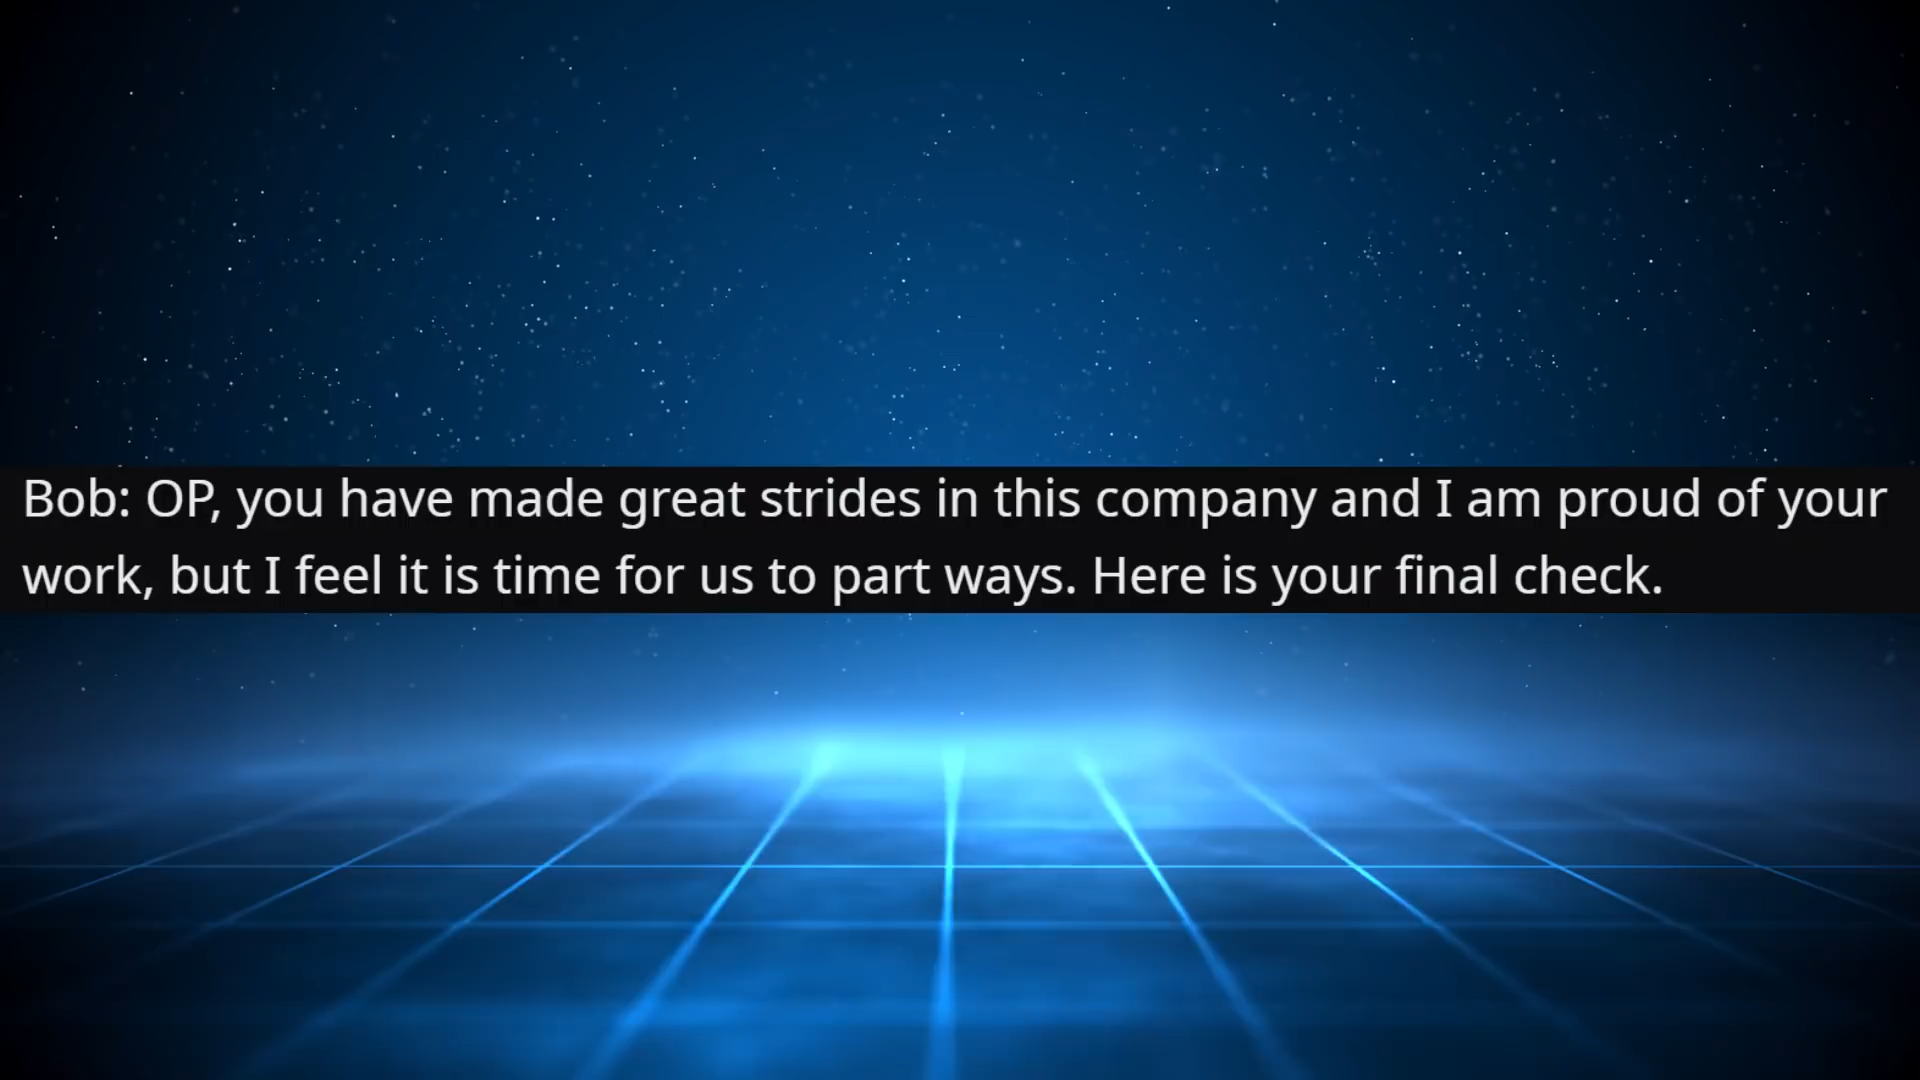 Bob: OP, you have made great strides in this company and I am proud of your
work, but I feel it is time for us to part ways. Here is your final check.